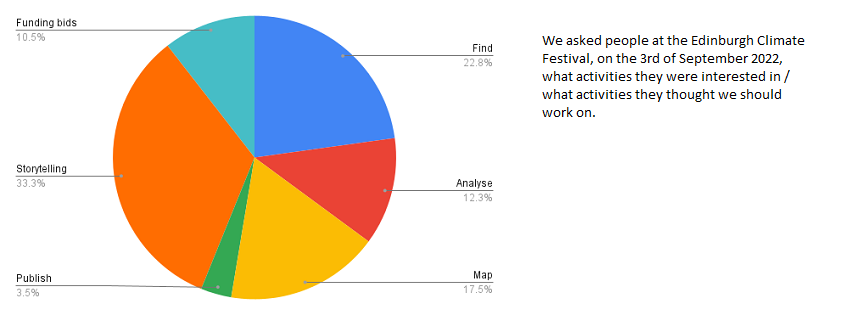 Funding bids
10.5%
Find
22.8%
Storytelling
33.3%
Analyse
12.3%
Publish
3.5%
Map
17.5%
We asked people at the Edinburgh Climate
Festival, on the 3rd of September 2022,
what activities they were interested in /
what activities they thought we should
work on.